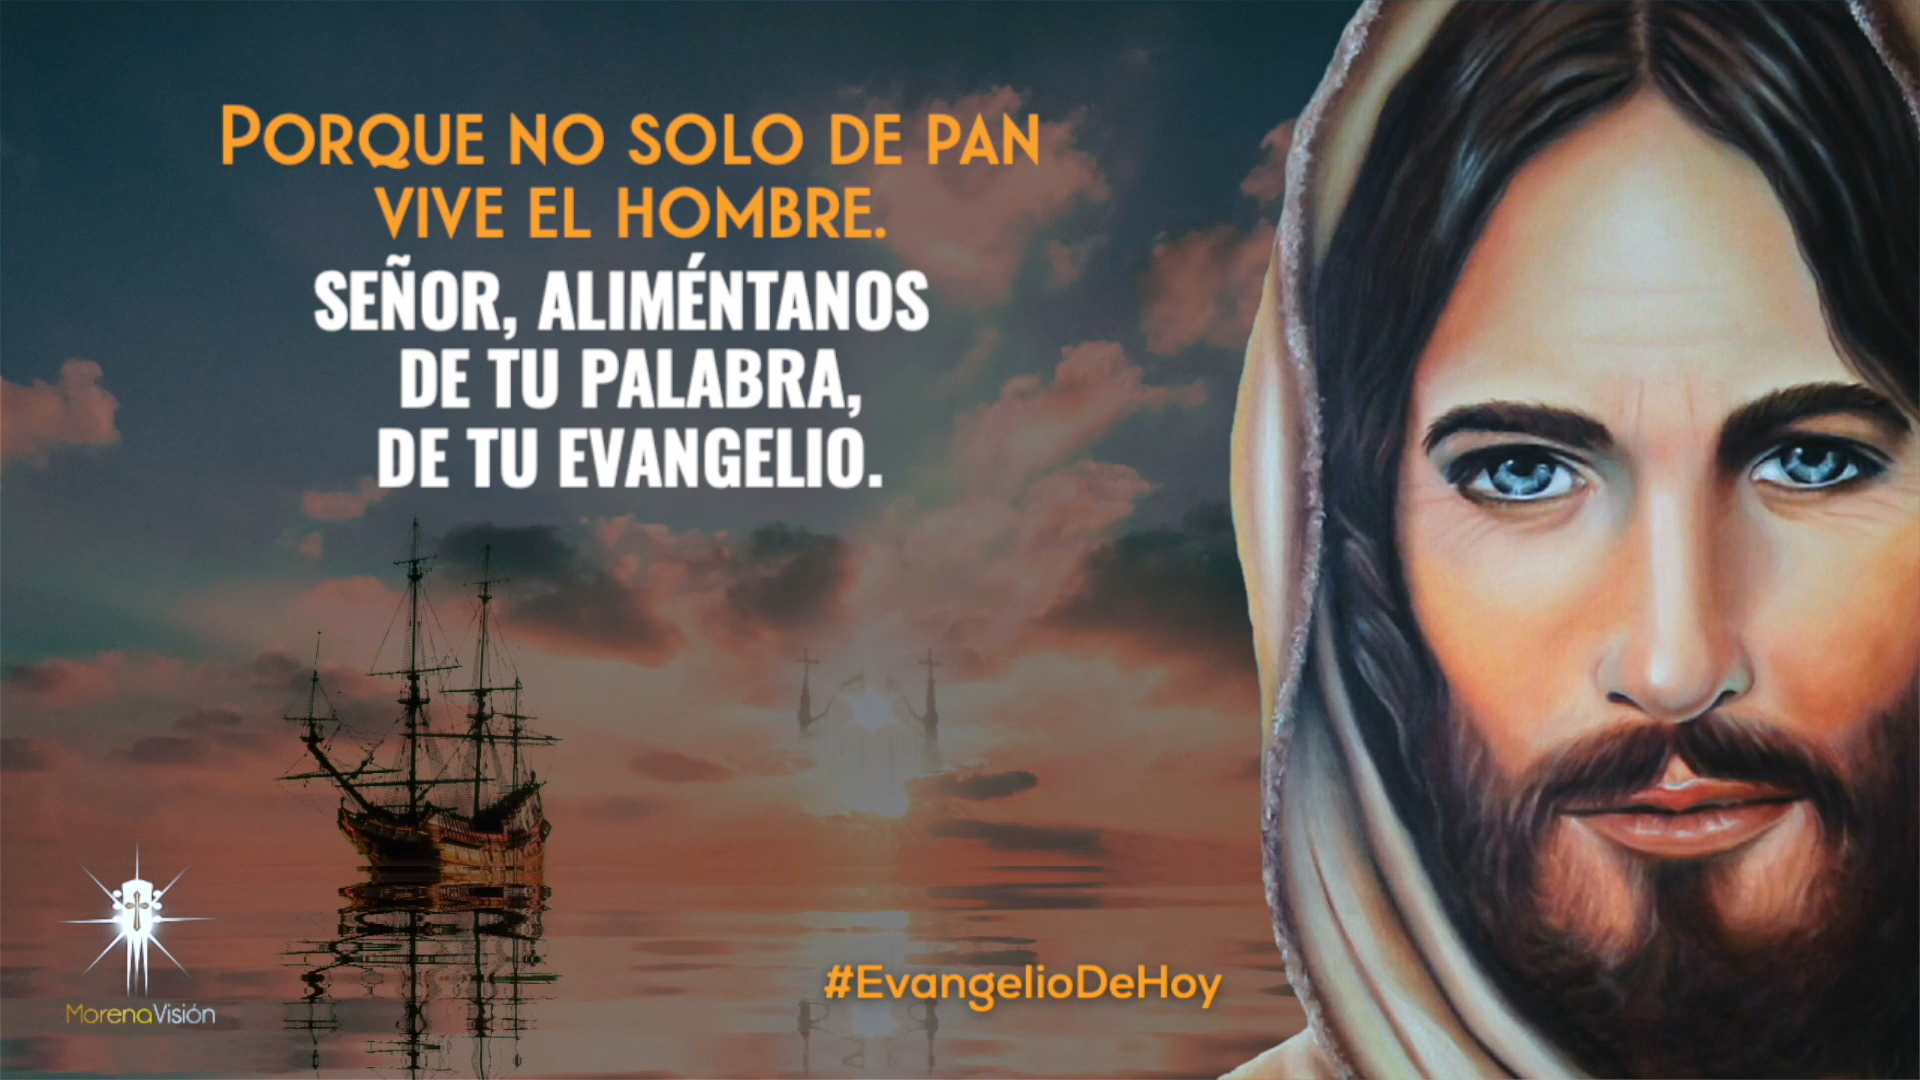 PORQUE NO SOLO DE PAN
VIVE EL HOMBRE.
SEÑOR, ALIMÉNTANOS
DE TU PALABRA,
DE TU EVANGELIO.
#EvangelioDeHoy
MorenaVisión